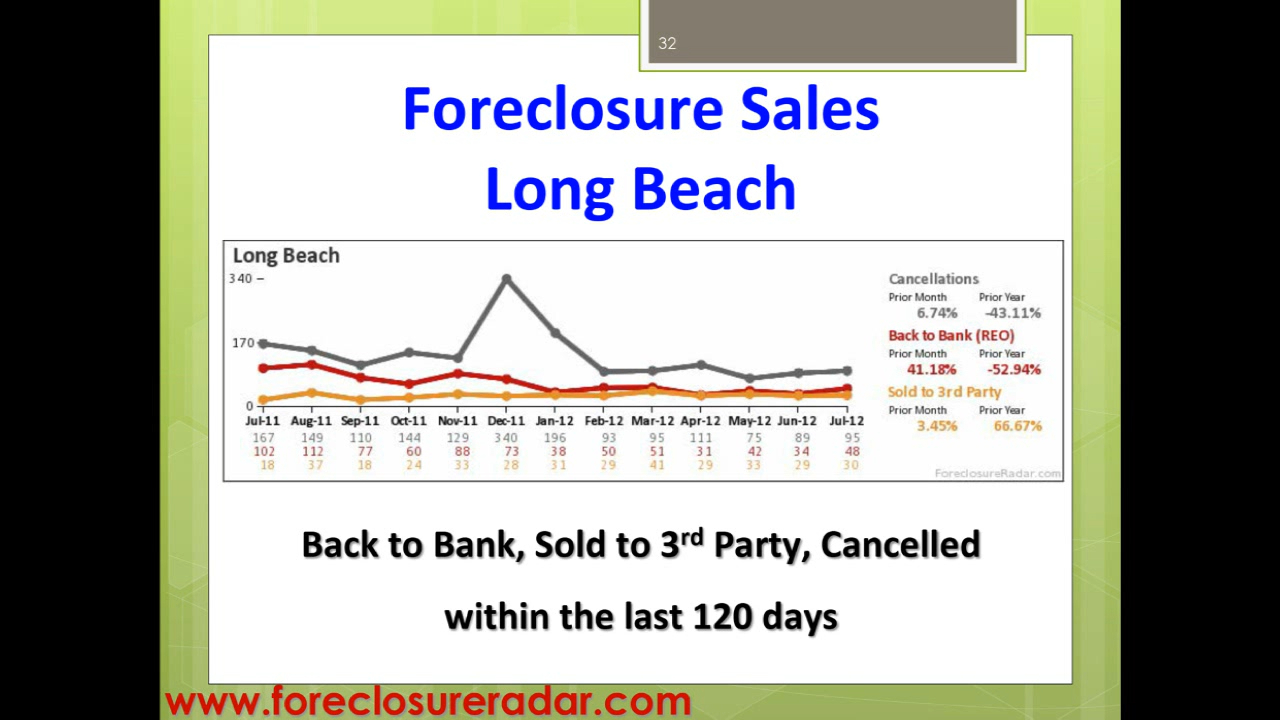 32
Foreclosure Sales
Long Beach
Long Beach
340
170
0
Jul-11 Aug-11 Sep-11 Oct-11 Nov-11 Dec-11 Jan-12 Feb-12 Mar-12 Apr-12 May-12 Jun-12 Jul-12
167 149 110 144 129 340 196 93 95 111 75 89 95
102 112 77 60 88 73 38 50 51 31 42 34 48
18 37 18 24 33 28 31 29 41 29 33 29 30
Cancellations
Prior Month Prior Year
6.74% -43.11%
Back to Bank (REO)
Prior Month Prior Year
41.18% -52.94%
Sold to 3rd Party
Prior Month Prior Year
3.45% 66.67%
ForeclosureRadar.com
Back to Bank, Sold to 3rd Party, Cancelled
within the last 120 days
www.foreclosureradar.com